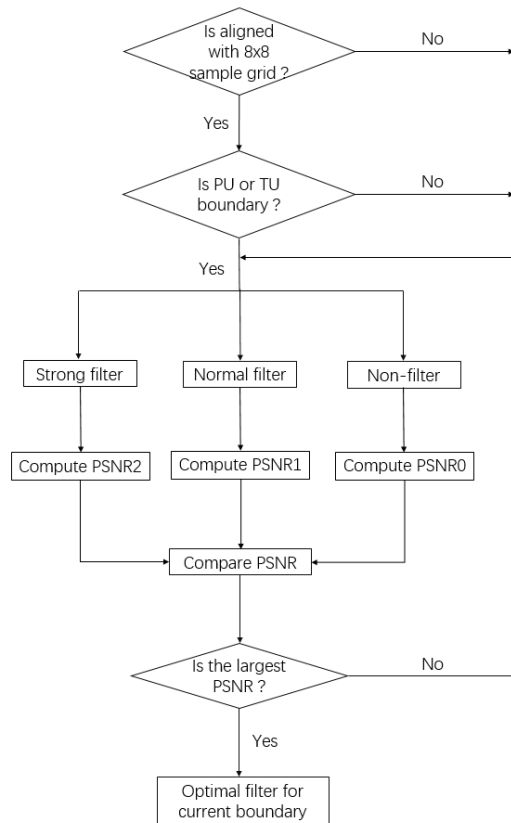 Is aligned
with 8x8
sample grid ?
No
Yes
Is PU or TU
boundary ?
No
Yes
Strong filter
Normal filter
Non-filter
Compute PSNR2
Compute PSNR1
Compute PSNR0
Compare PSNR
Is the largest
PSNR ?
No
Yes
Optimal filter for
current boundary